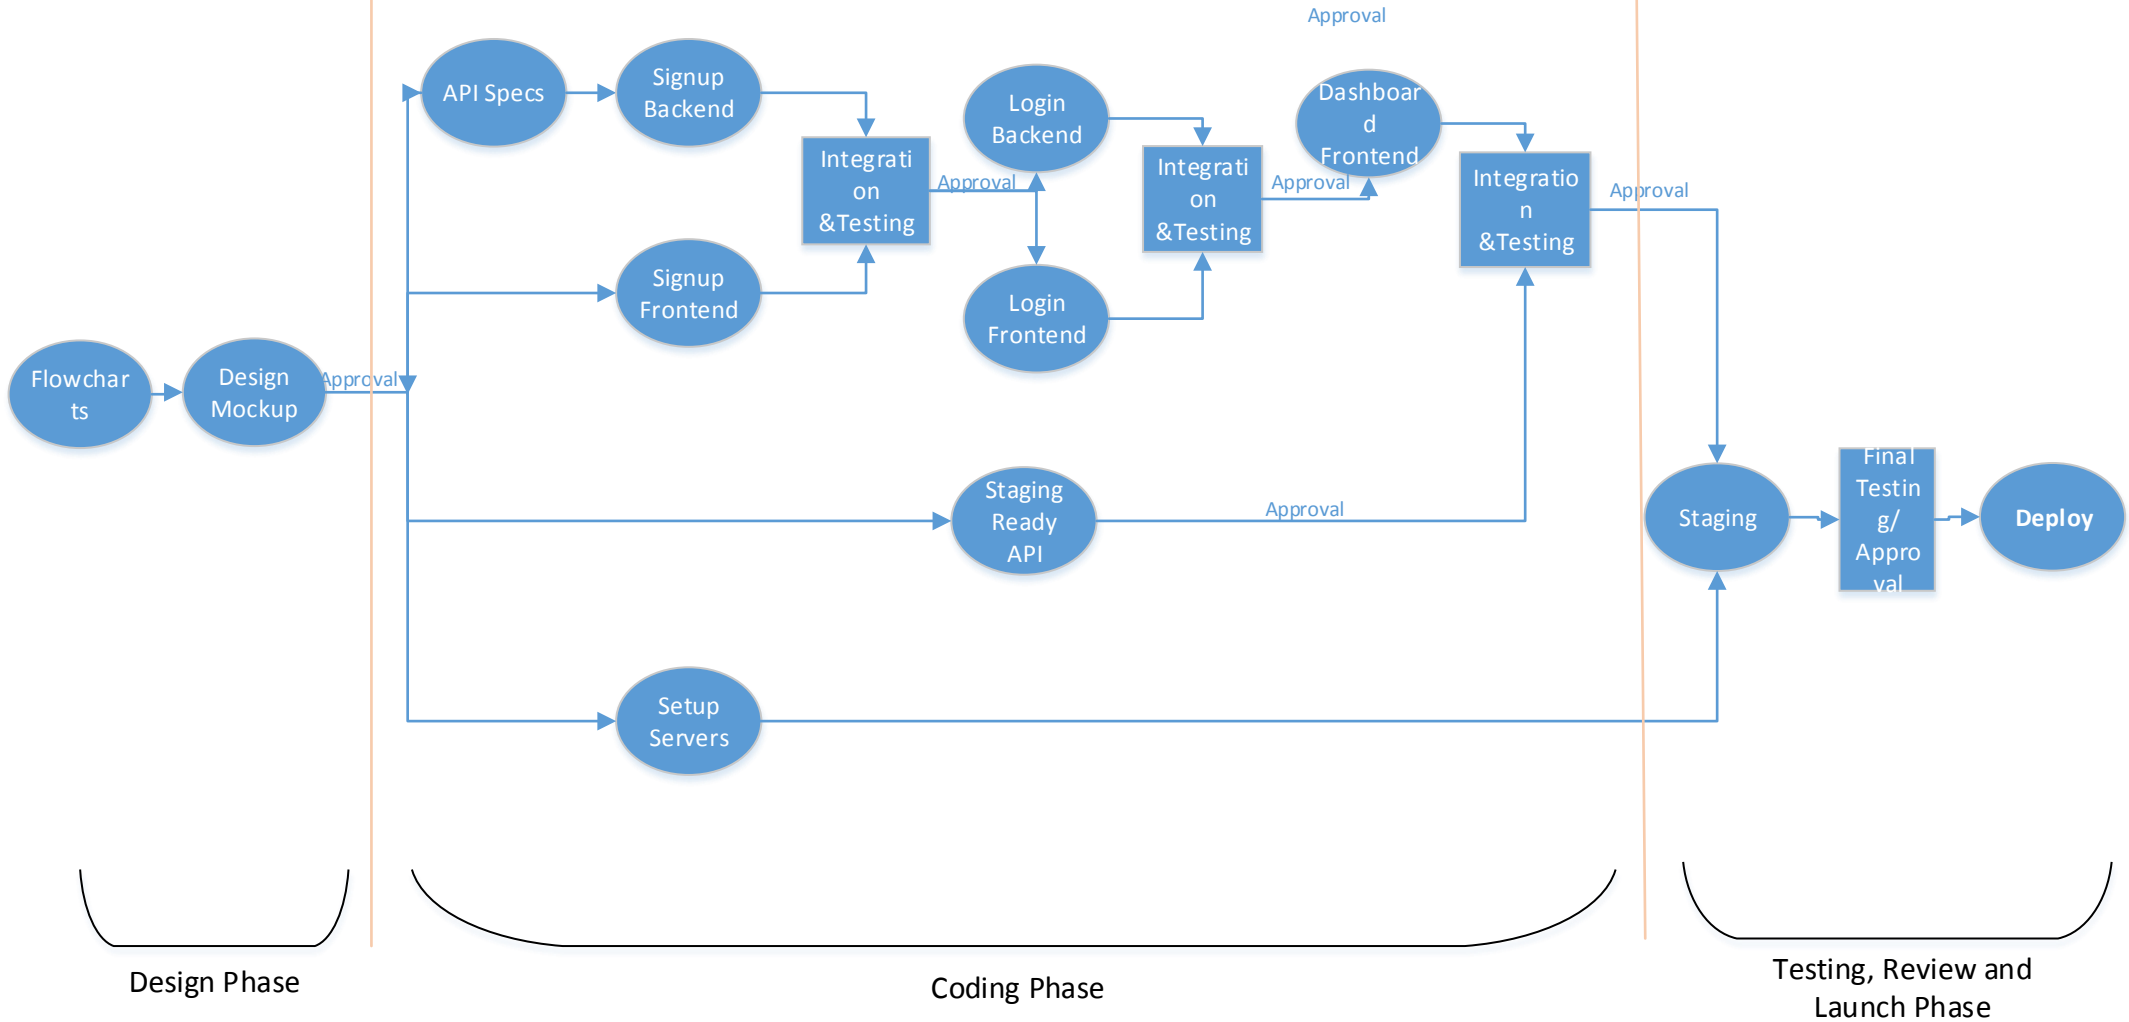 Approval
API Specs
Signup
Backend
Login
Backend
Dashboar
d
Frontend
Integrati
on
&Testing
Approval
Integrati
on
&Testing
Approval
Integratio
n
&Testing
Approval
Signup
Frontend
Login
Frontend
Flowchar
ts
Design
Mockup
Approval
Staging
Ready
API
Approval
Staging
Final
Testin
g/
Appro
val
Deploy
Setup
Servers
Design Phase
Coding Phase
Testing, Review and
Launch Phase